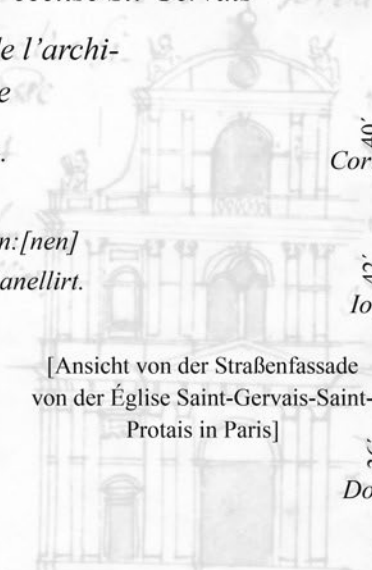 de l'archi-
Cor
n:[nen]
anellirt.
Io
[Ansicht von der Straßenfassade
von der Église Saint-Gervais-Saint-
Protais in Paris]
Do